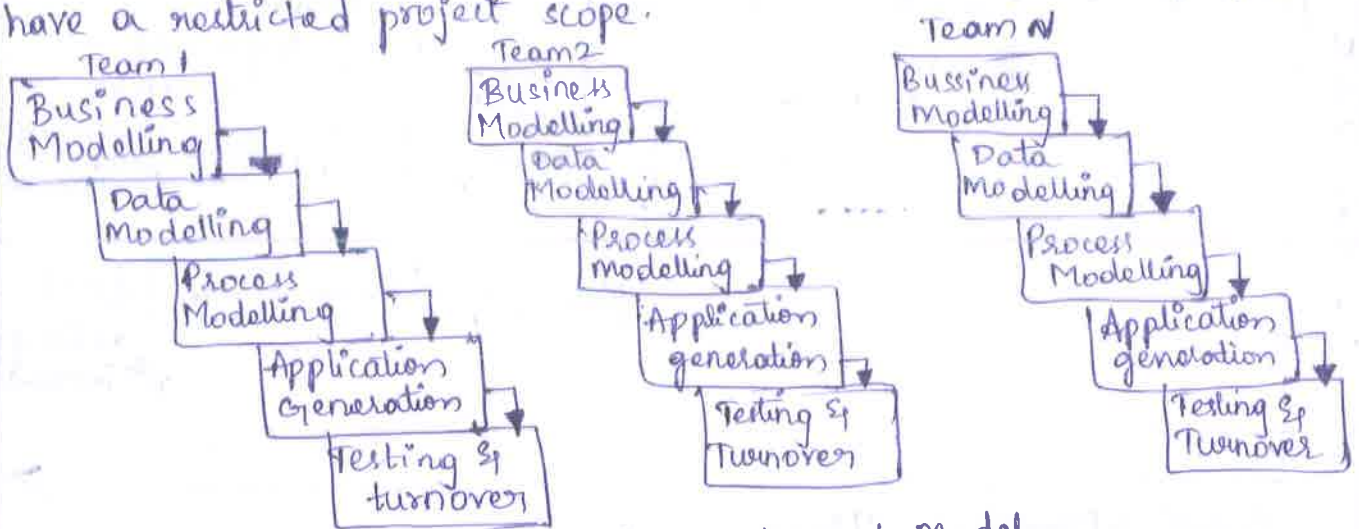 have a restricted project scope.
Team 1
Business
Modelling
Data
Modelling
Process
Modelling
Application
Generation
Testing &
turnover
Team 2
Business
Modelling
Data
Modelling
Process
modelling
Application
generation
Testing &
Turnover
.....
Team N
Bussiness
Modelling
Data
Modelling
Process
Modelling
Application
generation
Testing &
Turnover